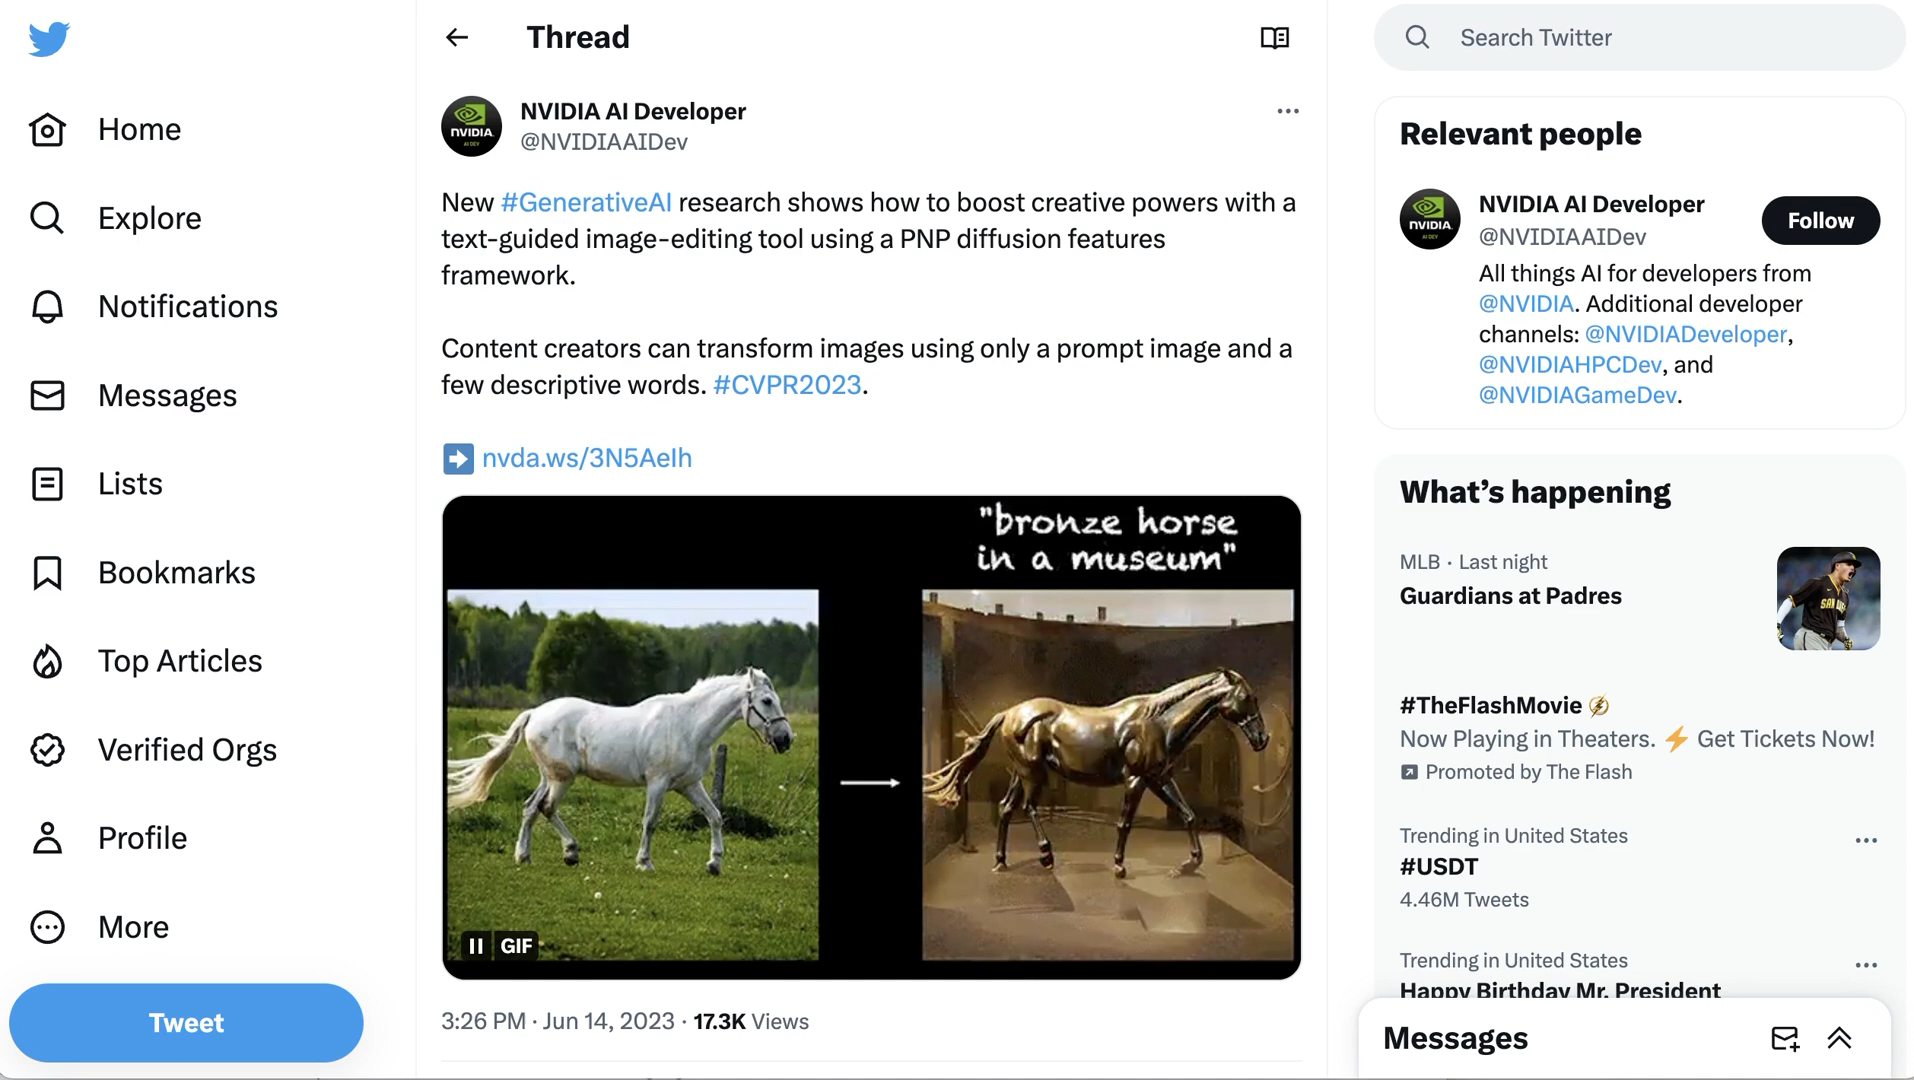 Home
Explore
Notifications
Messages
Lists
Bookmarks
Top Articles
Verified Orgs
Profile
More
Tweet
Thread
NVIDIA AI Developer
@NVIDIAAIDev
New #GenerativeAI research shows how to boost creative powers with a
text-guided image-editing tool using a PNP diffusion features
framework.
Content creators can transform images using only a prompt image and a
few descriptive words. #CVPR2023.
nvda.ws/3N5AeIh
"bronze horse
in a museum"
GIF
3:26 PM · Jun 14, 2023 · 17.3K Views
Search Twitter
Relevant people
NVIDIA AI Developer
@NVIDIAAIDev
Follow
All things AI for developers from
@NVIDIA. Additional developer
channels: @NVIDIADeveloper,
@NVIDIAHPCDev, and
@NVIDIAGameDev.
What's happening
MLB · Last night
Guardians at Padres
#TheFlashMovie
Now Playing in Theaters. ⚡ Get Tickets Now!
Promoted by The Flash
Trending in United States
#USDT
4.46M Tweets
Trending in United States
Happy Birthday Mr. President
Messages